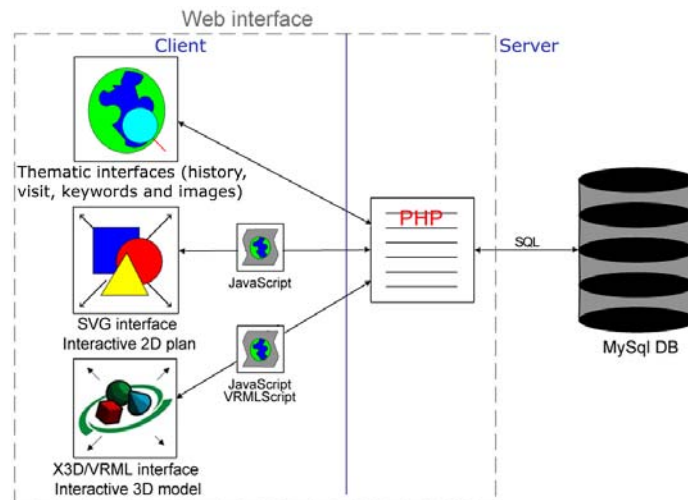 Web interface
Client
Server
Thematic interfaces (history,
visit, keywords and images)
PHP
SQL
JavaScript
SVG interface
Interactive 2D plan
MySql DB
JavaScript
VRMLScript
X3D/VRML interface
Interactive 3D model